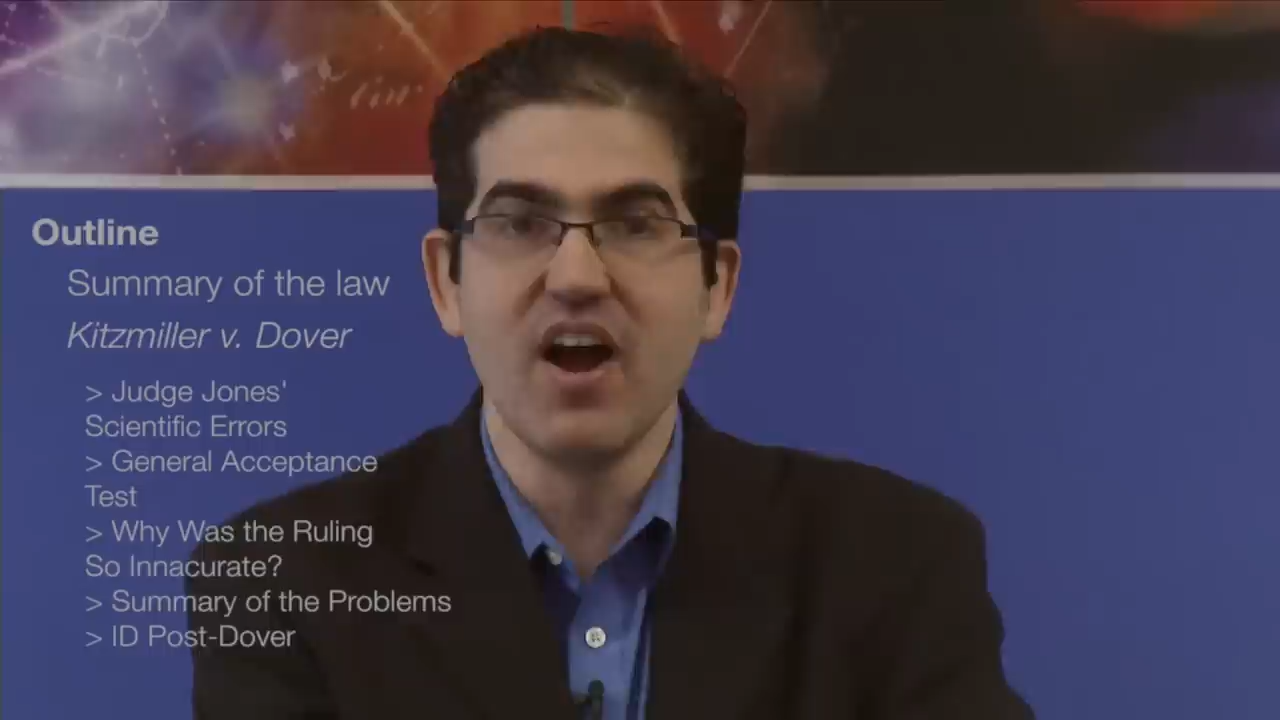 Outline
Summary of the law
Kitzmiller v. Dover
> Judge Jones'
Scientific Errors
> General Acceptance
Test
> Why Was the Ruling
So Innacurate?
> Summary of the Problems
> ID Post-Dover